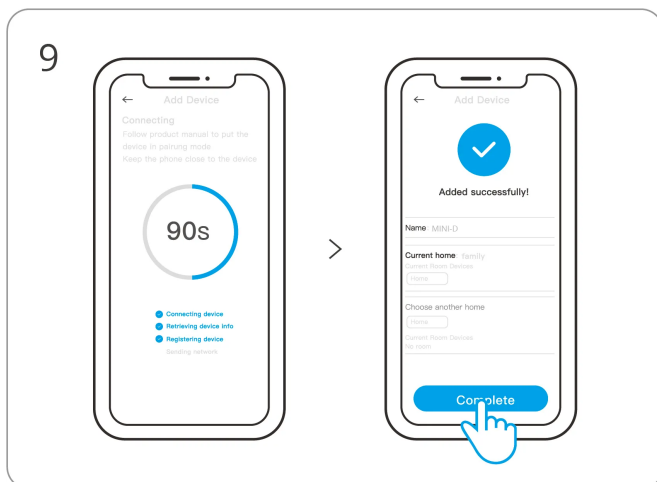 9
Add Device
Connecting
Follow product manual to put the
device in pairung mode
Keep the phone close to the device
90s
Connecting device
Retrieving device info
Registering device
Sending network
Add Device
Added successfully!
Name MINI-D
Current home family
Current Room Devices
Home
Choose another home
Home
Current Room Devices
No room
Complete